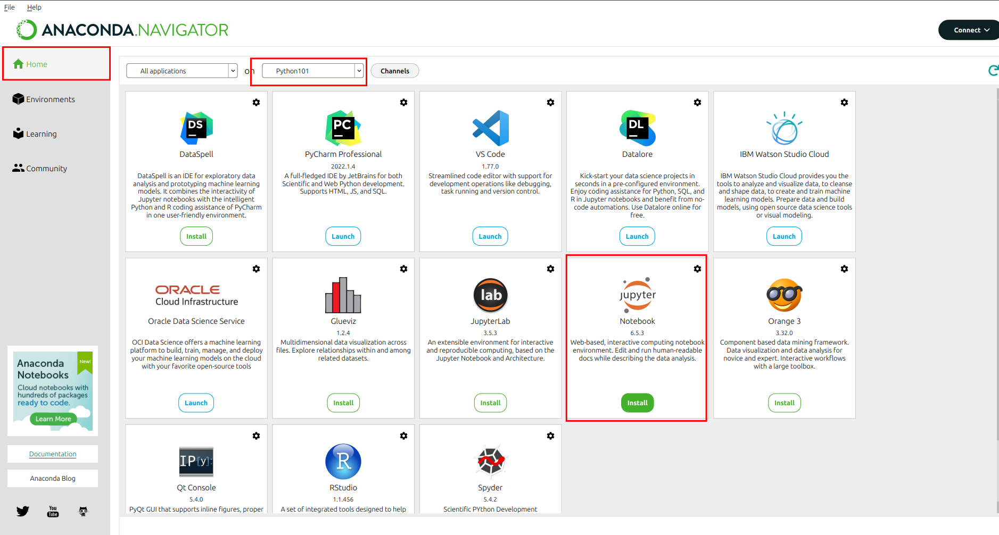 File Help
ANACONDA.NAVIGATOR
Connect
Home
Environments
Learning
Community
All applications
on
Python101
Channels
DS
DataSpell
DataSpell is an IDE for exploratory data
analysis and prototyping machine learning
models. It combines the interactivity of
Jupyter notebooks with the intelligent
Python and R coding assistance of PyCharm
in one user-friendly environment.
Install
PC
PyCharm Professional
2022.1.4
A full-fledged IDE by JetBrains for both
Scientific and Web Python development.
Supports HTML, JS, and SQL.
Launch
VS Code
1.77.0
Streamlined code editor with support for
development operations like debugging,
task running and version control.
Launch
DL
Datalore
Kick-start your data science projects in
seconds in a pre-configured environment.
Enjoy coding assistance for Python, SQL, and
R in Jupyter notebooks and benefit from no-
code automations. Use Datalore online for
free.
Launch
IBM Watson Studio Cloud
IBM Watson Studio Cloud provides you the
tools to analyze and visualize data, to cleanse
and shape data, to create and train machine
learning models. Prepare data and build
models, using open source data science tools
or visual modeling.
Launch
ORACLE
Cloud Infrastructure
Oracle Data Science Service
OCI Data Science offers a machine learning
platform to build, train, manage, and deploy
your machine learning models on the cloud
with your favorite open-source tools
Launch
Glueviz
1.2.4
Multidimensional data visualization across
files. Explore relationships within and among
related datasets.
Install
lab
JupyterLab
3.5.3
An extensible environment for interactive
and reproducible computing, based on the
Jupyter Notebook and Architecture.
Install
jupyter
Notebook
6.5.3
Web-based, interactive computing notebook
environment. Edit and run human-readable
docs while describing the data analysis.
Install
Orange 3
3.32.0
Component based data mining framework.
Data visualization and data analysis for
novice and expert. Interactive workflows
with a large toolbox.
Install
IP[y]:
Qt Console
5.4.0
PyQt GUI that supports inline figures, proper
R
RStudio
1.1.456
A set of integrated tools designed to help
Spyder
5.4.2
Scientific PYthon Development
Anaconda
Notebooks
New!
Cloud notebooks with
hundreds of packages
ready to code.
Learn More
Documentation
Anaconda Blog
You
Tube